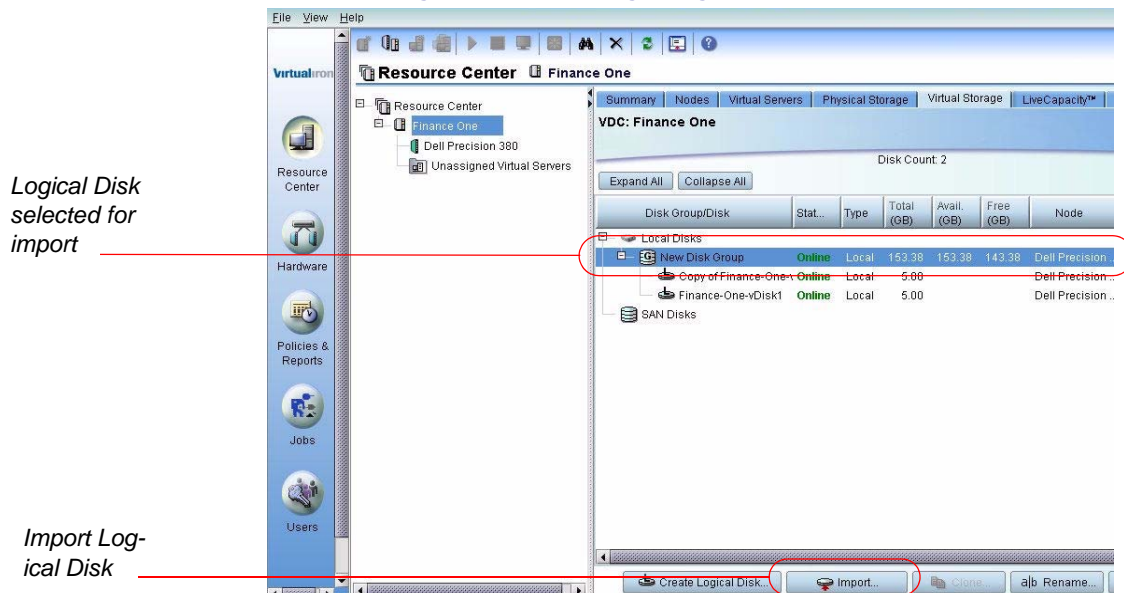 File View Help
Virtualiron
Resource Center Finance One
Logical Disk
selected for
import
Import Log-
ical Disk
Resource
Center
Hardware
Policies &
Reports
Jobs
Users
Resource Center
Finance One
Dell Precision 380
Unassigned Virtual Servers
Summary Nodes Virtual Servers Physical Storage Virtual Storage LiveCapacity™
VDC: Finance One
Disk Count: 2
Expand All Collapse All
Disk Group/Disk Stat... Type Total (GB) Avail. (GB) Free (GB) Node
Local Disks
New Disk Group Online Local 153.38 153.38 143.38 Dell Precision ...
Copy of Finance-One-v Online Local 5.00 Dell Precision ...
Finance-One-vDisk1 Online Local 5.00 Dell Precision ...
SAN Disks
Create Logical Disk... Import... Clone... a|b Rename...